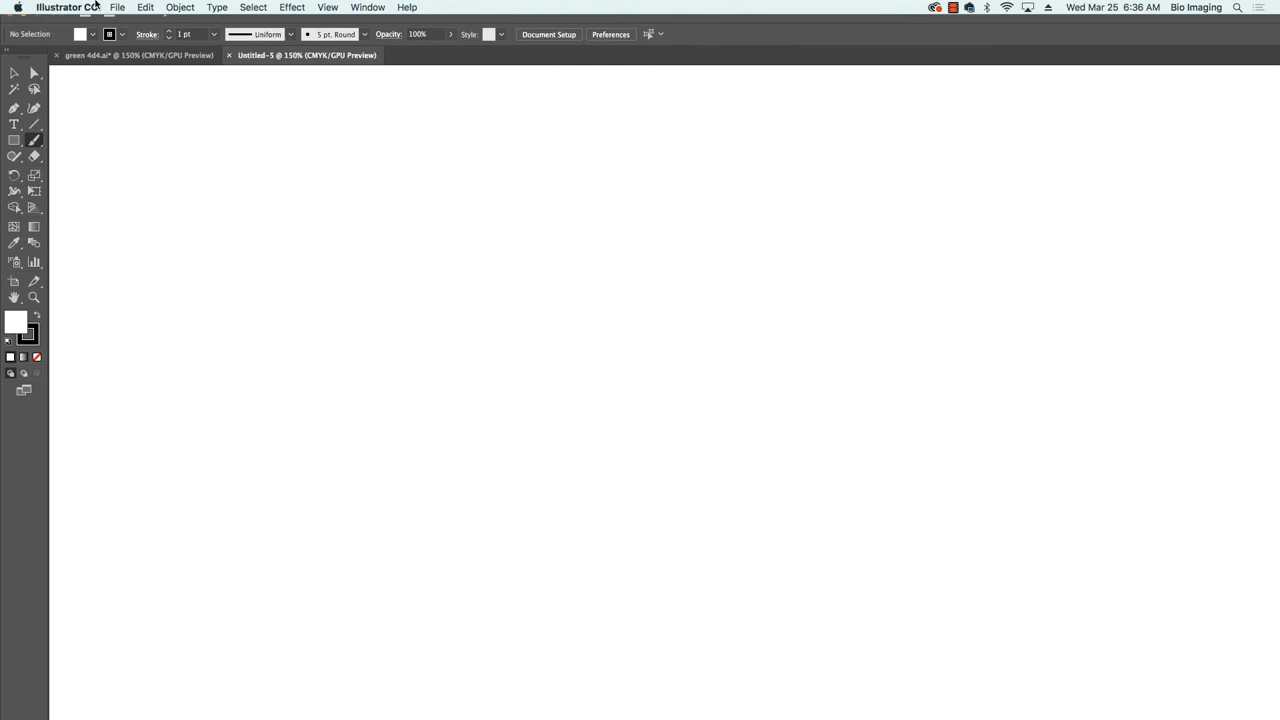 Illustrator CC File Edit Object Type Select Effect View Window Help Wed Mar 25 6:36 AM Bio Imaging
No Selection Stroke: 1 pt Uniform 5 pt. Round Opacity: 100% Style: Document Setup Preferences
green 4d4.ai* @ 150% (CMYK/GPU Preview) Untitled-5 @ 150% (CMYK/GPU Preview)